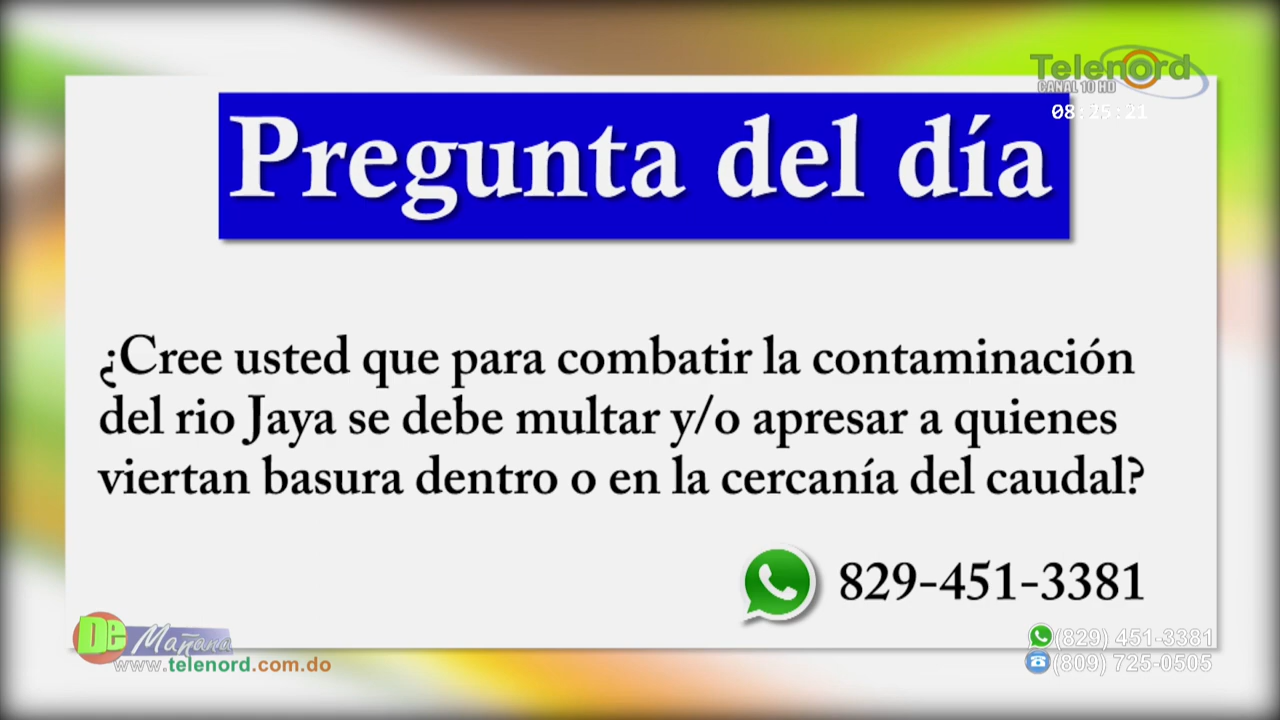 Telenord
CANAL 10 HD
08:25:21
Pregunta del día
¿Cree usted que para combatir la contaminación
del rio Jaya se debe multar y/o apresar a quienes
viertan basura dentro o en la cercanía del caudal?
829-451-3381
De Mañana
www.telenord.com.do
(829) 451-3381
(809) 725-0505